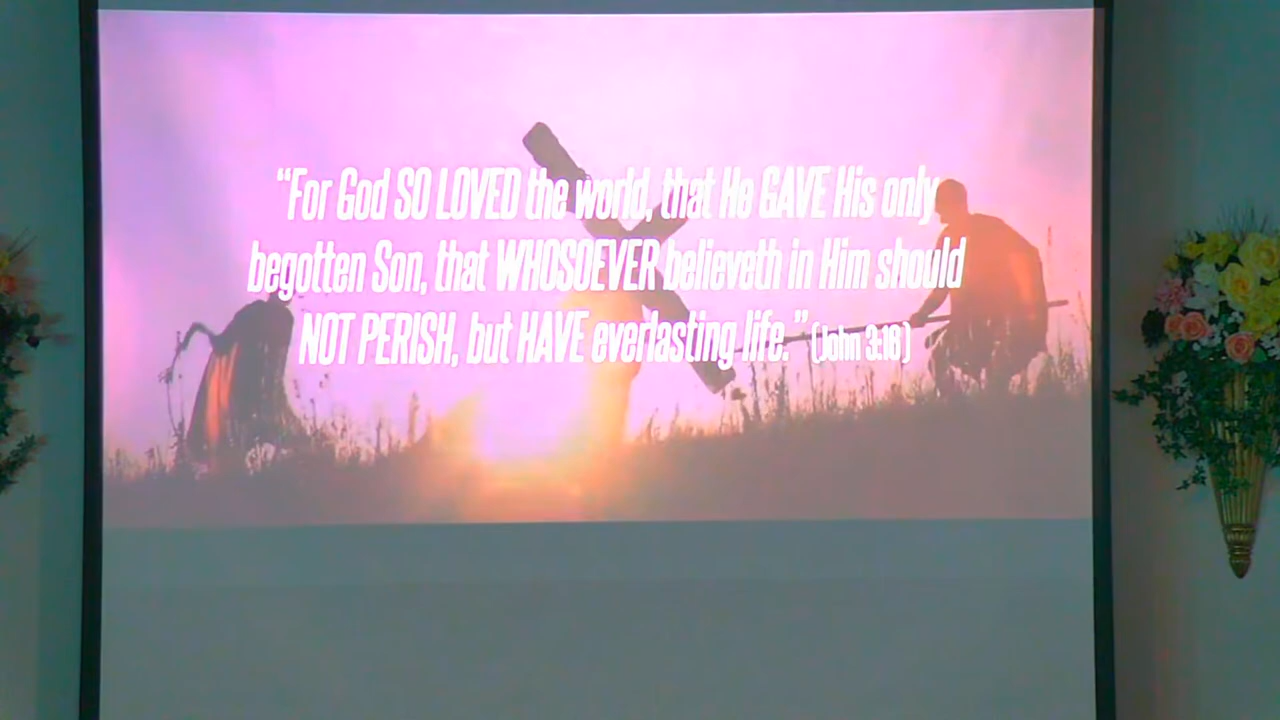 “For God SO LOVED the world, that He GAVE His only
begotten Son, that WHOSOEVER believeth in Him should
NOT PERISH, but HAVE everlasting life.” (John 3:16)